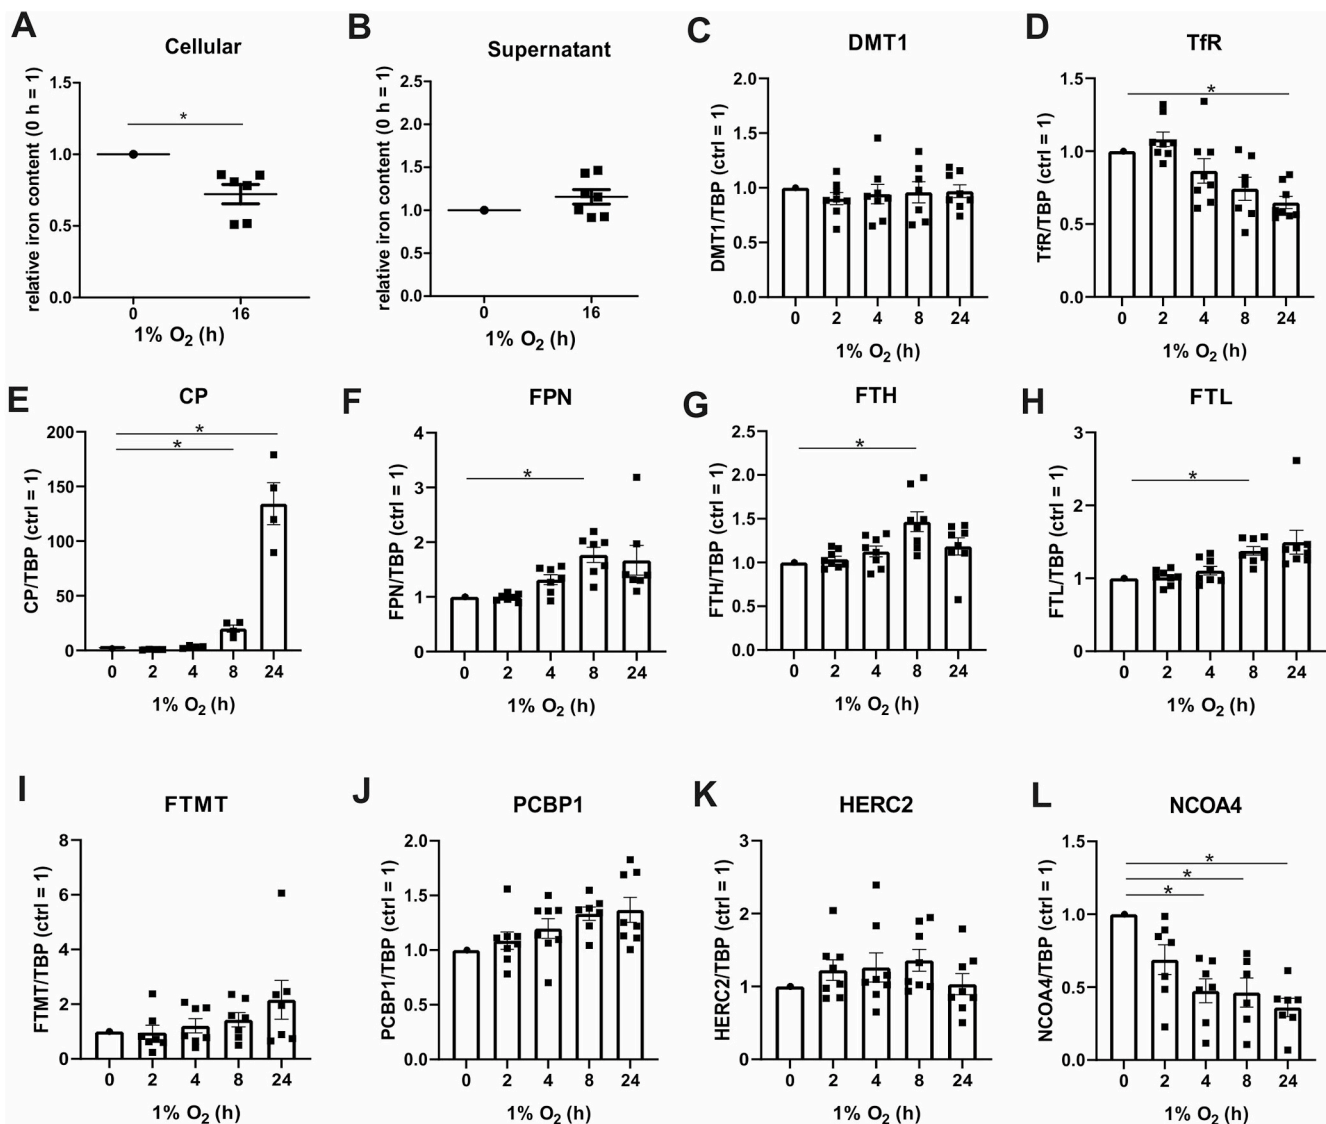 A
Cellular
relative iron content (0 h = 1)
1.5
1.0
0.5
0.0
*
0
16
1% O2 (h)
B
Supernatant
relative iron content (0 h = 1)
2.5
2.0
1.5
1.0
0.5
0.0
0
16
1% O2 (h)
C
DMT1
DMT1/TBP (ctrl = 1)
2.0
1.5
1.0
0.5
0.0
0 2 4 8 24
1% O2 (h)
D
TfR
TfR/TBP (ctrl = 1)
1.5
1.0
0.5
0.0
*
0 2 4 8 24
1% O2 (h)
E
CP
CP/TBP (ctrl = 1)
200
150
100
50
0
*
*
0 2 4 8 24
1% O2 (h)
F
FPN
FPN/TBP (ctrl = 1)
4
3
2
1
0
*
0 2 4 8 24
1% O2 (h)
G
FTH
FTH/TBP (ctrl = 1)
2.5
2.0
1.5
1.0
0.5
0.0
*
0 2 4 8 24
1% O2 (h)
H
FTL
FTL/TBP (ctrl = 1)
3
2
1
0
*
0 2 4 8 24
1% O2 (h)
I
FTMT
FTMT/TBP (ctrl = 1)
8
6
4
2
0
0 2 4 8 24
1% O2 (h)
J
PCBP1
PCBP1/TBP (ctrl = 1)
2.0
1.5
1.0
0.5
0.0
0 2 4 8 24
1% O2 (h)
K
HERC2
HERC2/TBP (ctrl = 1)
3
2
1
0
0 2 4 8 24
1% O2 (h)
L
NCOA4
NCOA4/TBP (ctrl = 1)
1.5
1.0
0.5
0.0
*
*
*
0 2 4 8 24
1% O2 (h)